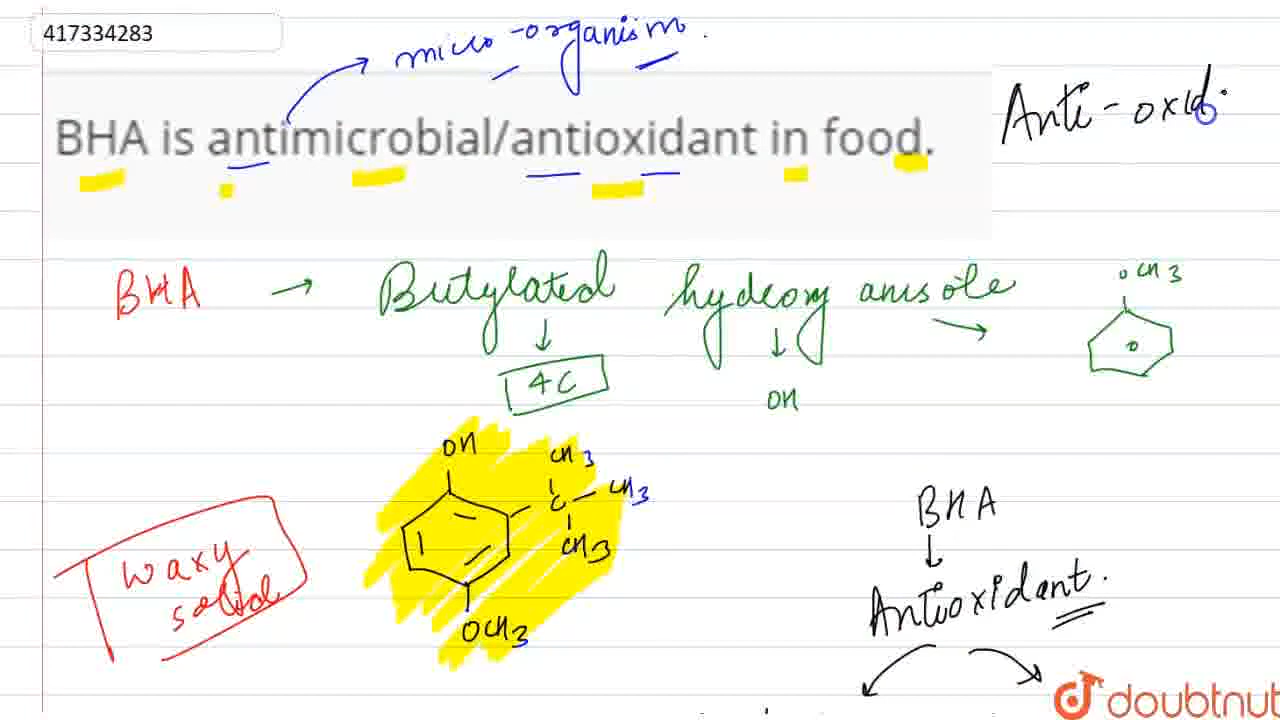 417334283
micro-organism.
BHA is antimicrobial/antioxidant in food.
Anti-oxid
BHA → Butylated hydroxy anisole →
OCH3
4C
OH
OH
CH3
C
CH3
CH3
OCH3
waxy
solid
BHA
Antioxidant.
doubtnut